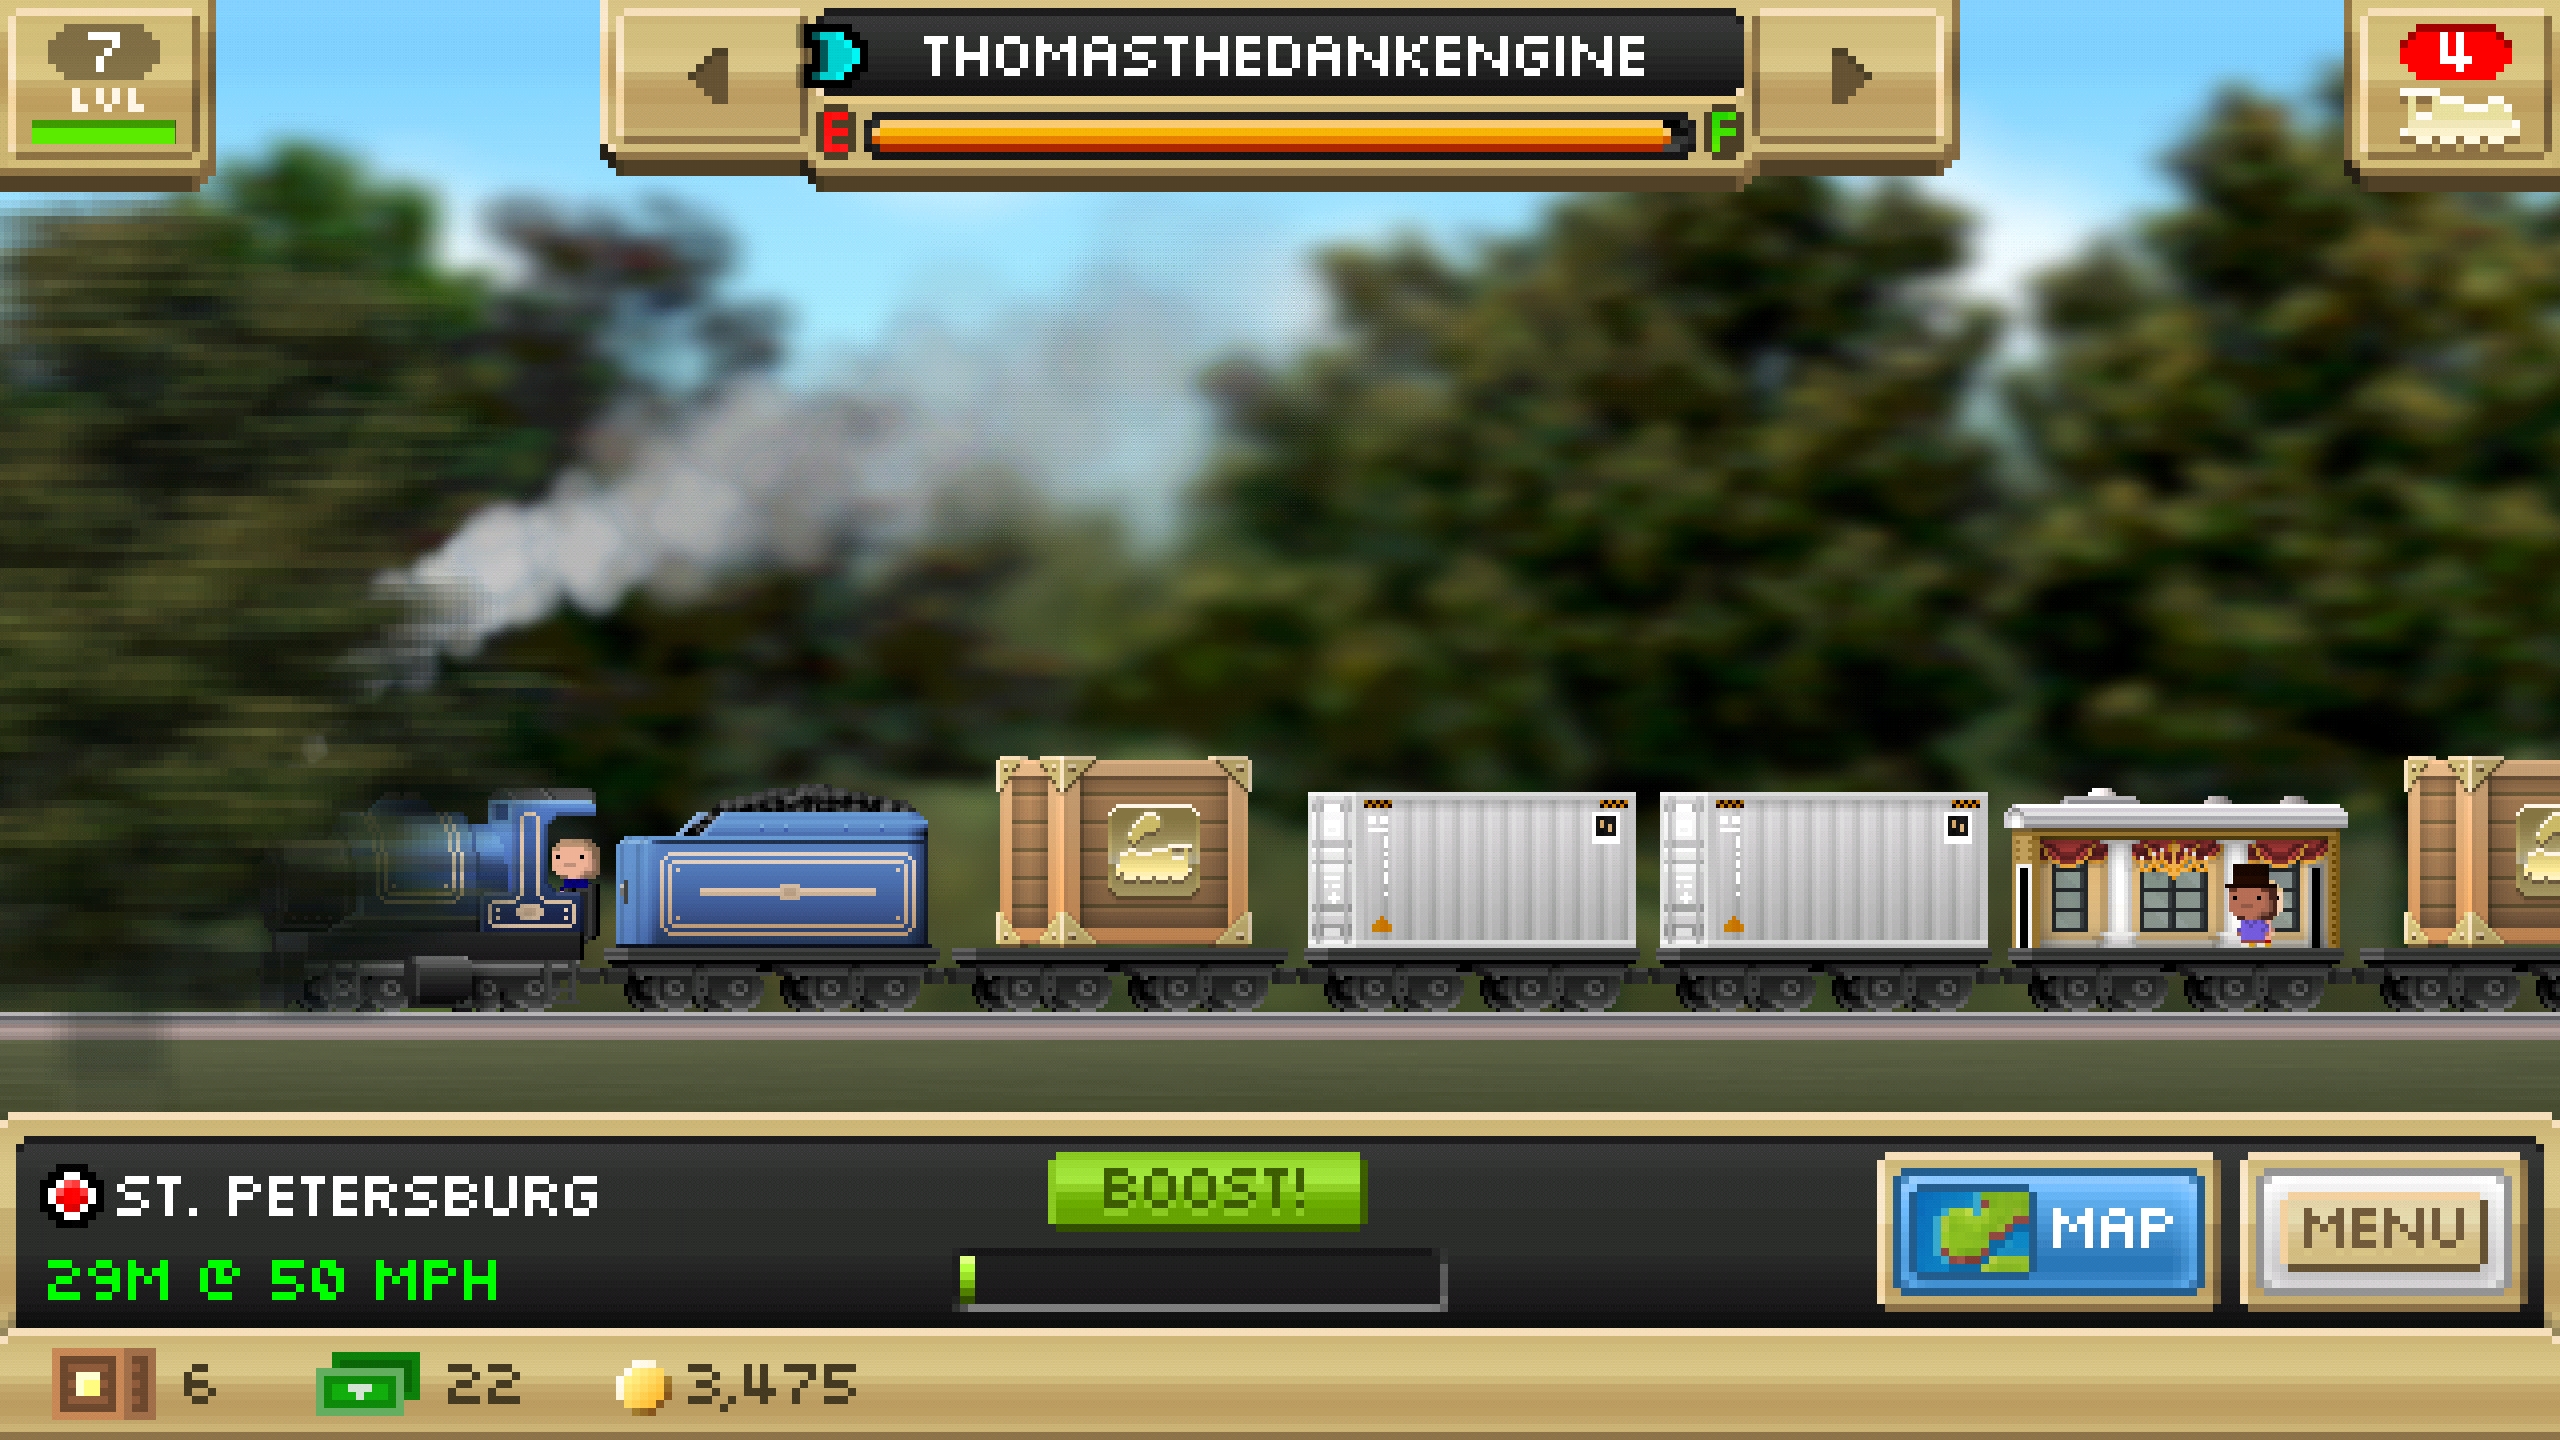 7
LVL
THOMASTHEDANKENGINE
E
F
4
ST. PETERSBURG
29M @ 50 MPH
BOOST!
MAP
MENU
6
22
3,475